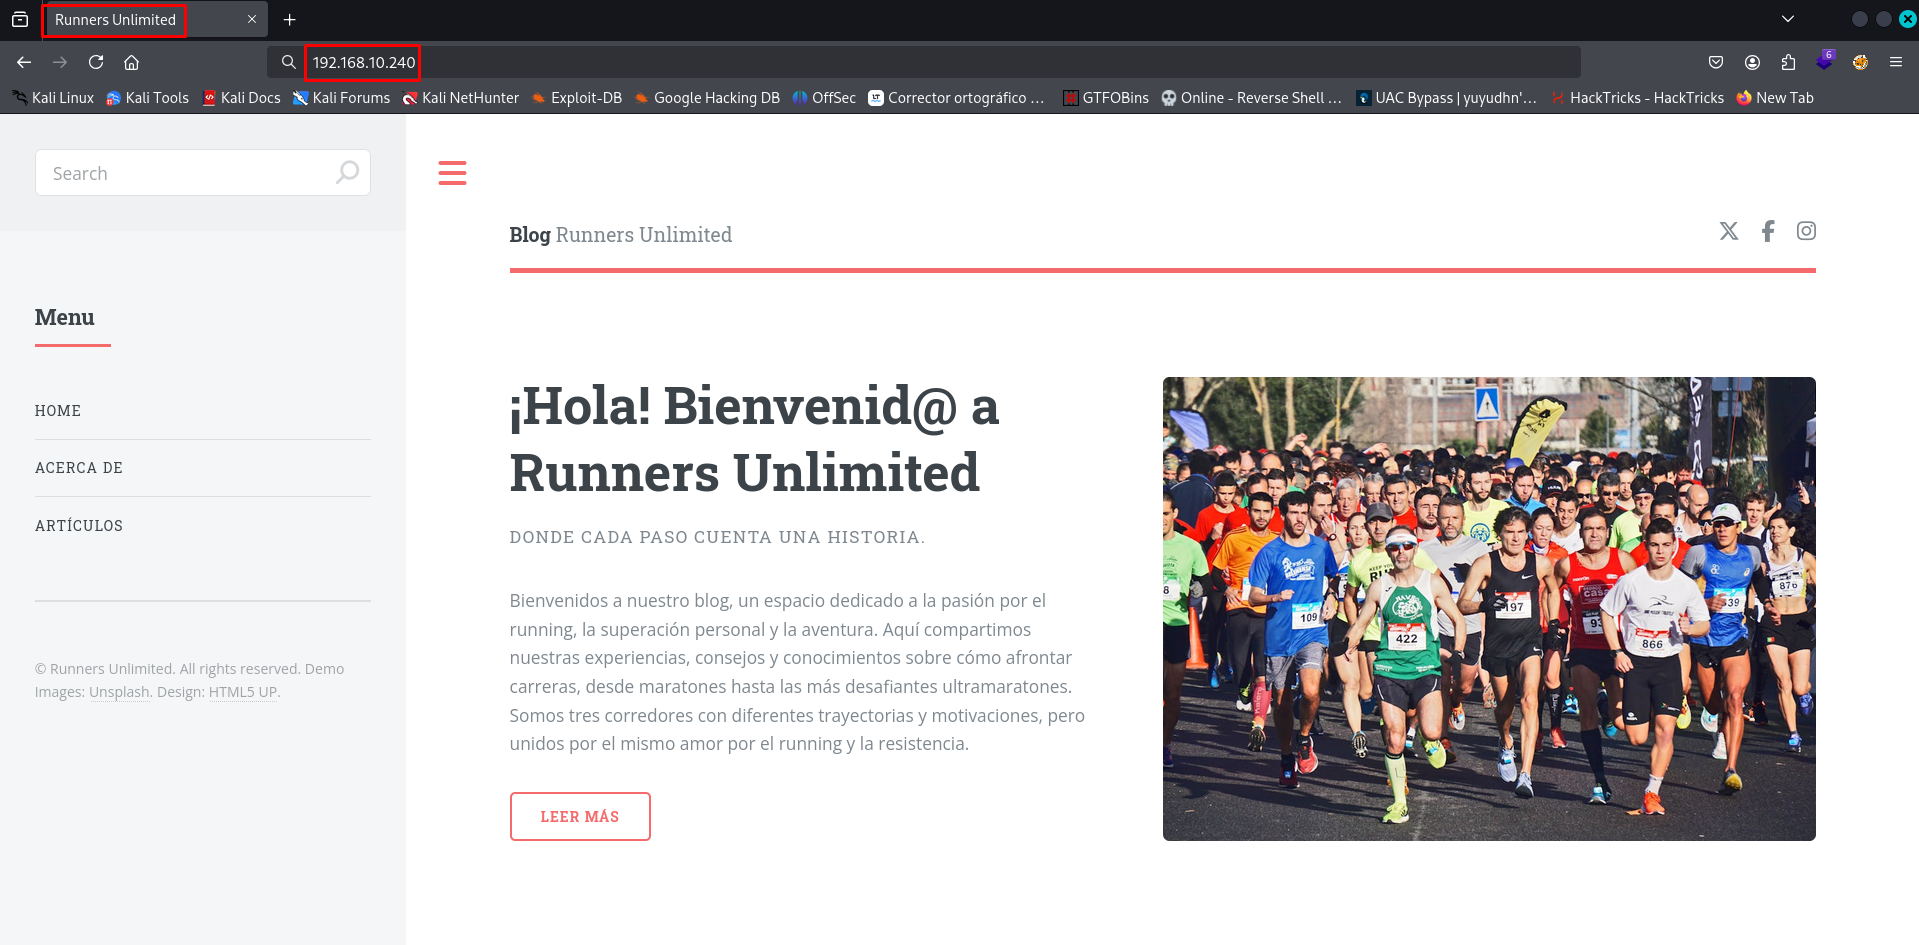 Runners Unlimited
192.168.10.240
6
Kali Linux Kali Tools Kali Docs Kali Forums Kali NetHunter Exploit-DB Google Hacking DB OffSec Corrector ortográfico … GTFOBins Online - Reverse Shell … UAC Bypass | yuyudhn'… HackTricks - HackTricks New Tab
Search
Menu
HOME
ACERCA DE
ARTÍCULOS
© Runners Unlimited. All rights reserved. Demo
Images: Unsplash. Design: HTML5 UP.
Blog Runners Unlimited
¡Hola! Bienvenid@ a
Runners Unlimited
DONDE CADA PASO CUENTA UNA HISTORIA.
Bienvenidos a nuestro blog, un espacio dedicado a la pasión por el
running, la superación personal y la aventura. Aquí compartimos
nuestras experiencias, consejos y conocimientos sobre cómo afrontar
carreras, desde maratones hasta las más desafiantes ultramaratones.
Somos tres corredores con diferentes trayectorias y motivaciones, pero
unidos por el mismo amor por el running y la resistencia.
LEER MÁS
109
422
197
866
876